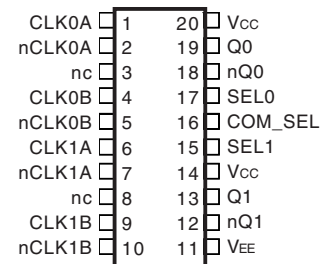 CLK0A 1 20 Vcc
nCLK0A 2 19 Q0
nc 3 18 nQ0
CLK0B 4 17 SEL0
nCLK0B 5 16 COM_SEL
CLK1A 6 15 SEL1
nCLK1A 7 14 Vcc
nc 8 13 Q1
CLK1B 9 12 nQ1
nCLK1B 10 11 VEE